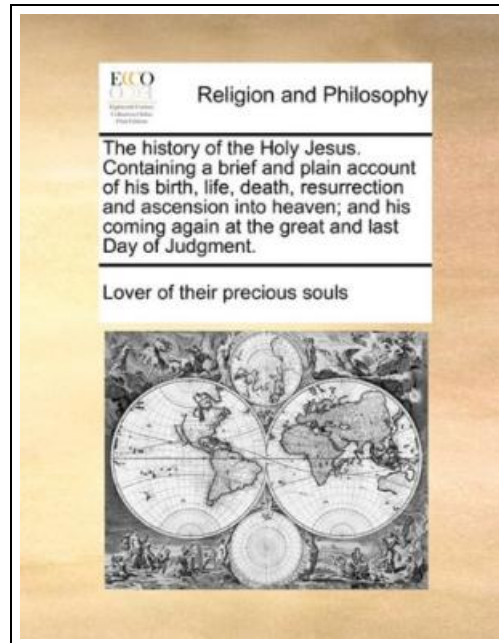 ECCO
Religion and Philosophy
The history of the Holy Jesus.
Containing a brief and plain account
of his birth, life, death, resurrection
and ascension into heaven; and his
coming again at the great and last
Day of Judgment.
Lover of their precious souls